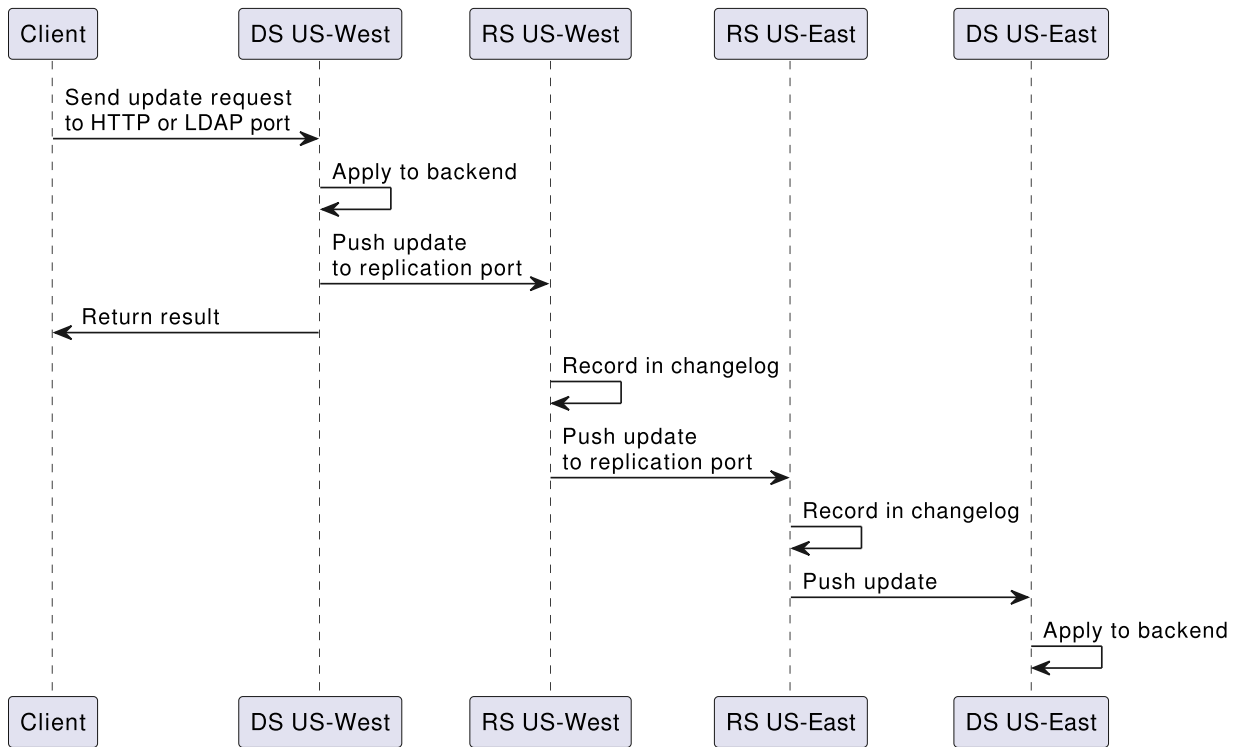 Client
DS US-West
RS US-West
RS US-East
DS US-East
Send update request
to HTTP or LDAP port
Apply to backend
Push update
to replication port
Return result
Record in changelog
Push update
to replication port
Record in changelog
Push update
Apply to backend
Client
DS US-West
RS US-West
RS US-East
DS US-East